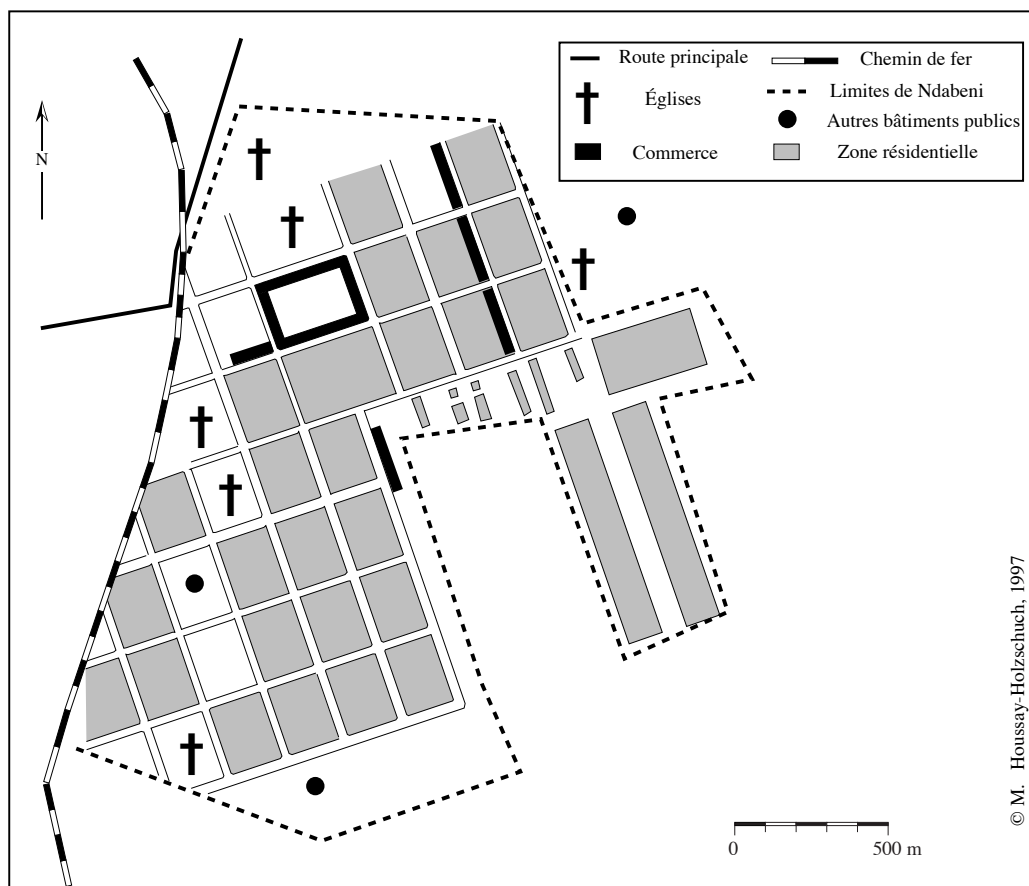 Route principale
Chemin de fer
Églises
Limites de Ndabeni
Autres bâtiments publics
Commerce
Zone résidentielle
N
© M. Houssay-Holzschuch, 1997
0 500 m